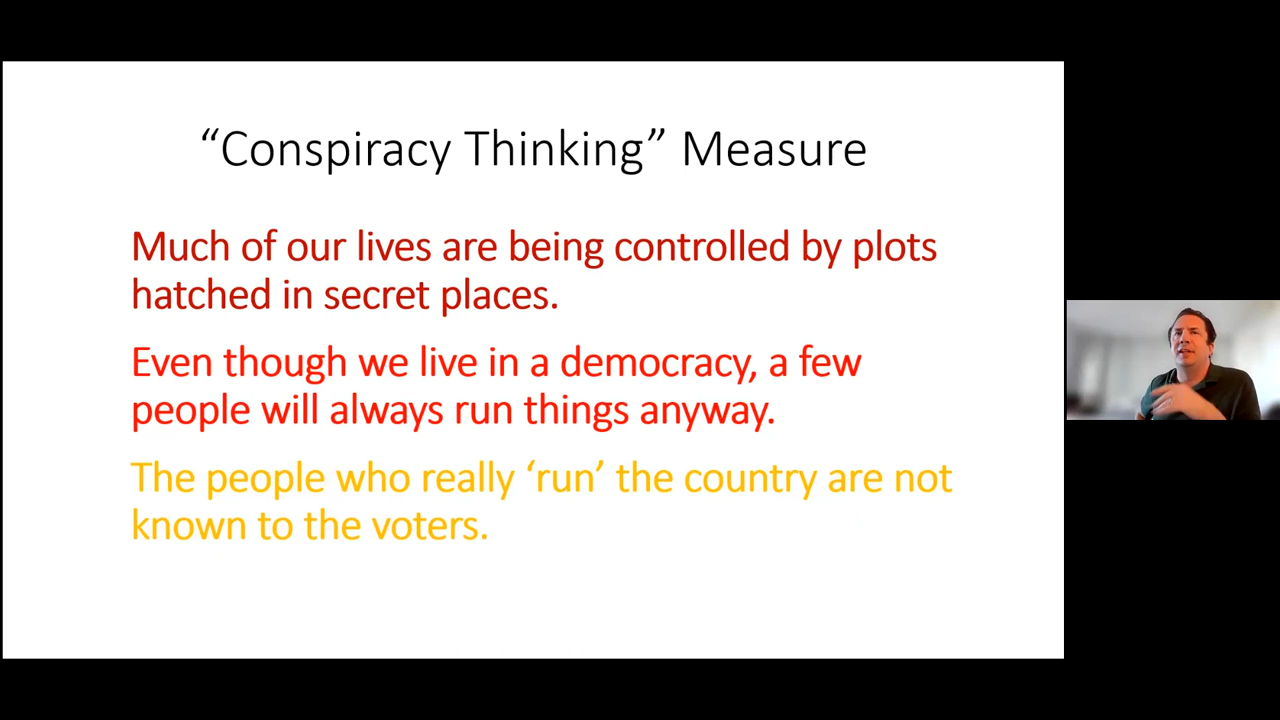 “Conspiracy Thinking” Measure
Much of our lives are being controlled by plots
hatched in secret places.
Even though we live in a democracy, a few
people will always run things anyway.
The people who really ‘run’ the country are not
known to the voters.